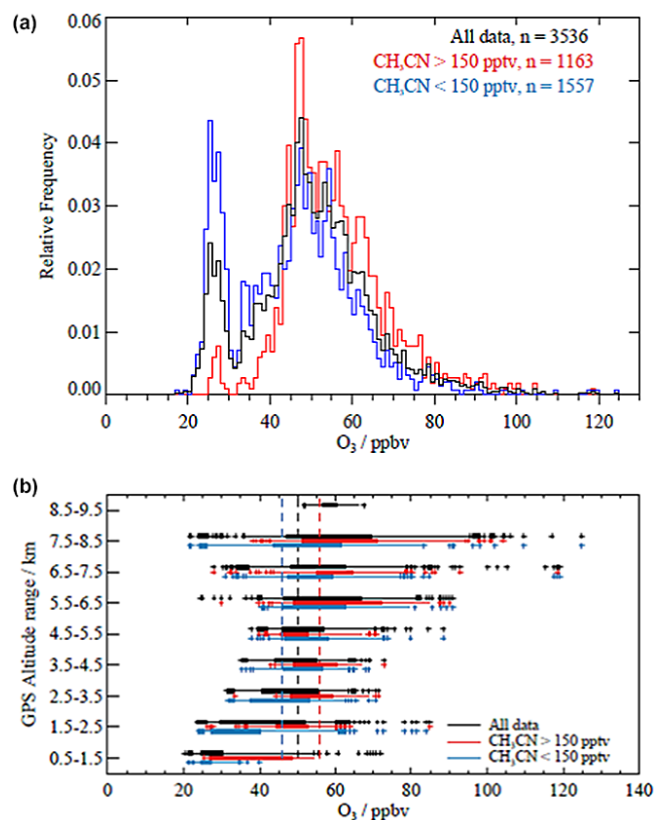 (a)
0.06
0.05
0.04
0.03
0.02
0.01
0.00
Relative Frequency
All data, n = 3536
CH₃CN > 150 pptv, n = 1163
CH₃CN < 150 pptv, n = 1557
0 20 40 60 80 100 120
O₃ / ppbv
(b)
8.5-9.5
7.5-8.5
6.5-7.5
5.5-6.5
4.5-5.5
3.5-4.5
2.5-3.5
1.5-2.5
0.5-1.5
GPS Altitude range / km
All data
CH₃CN > 150 pptv
CH₃CN < 150 pptv
0 20 40 60 80 100 120 140
O₃ / ppbv